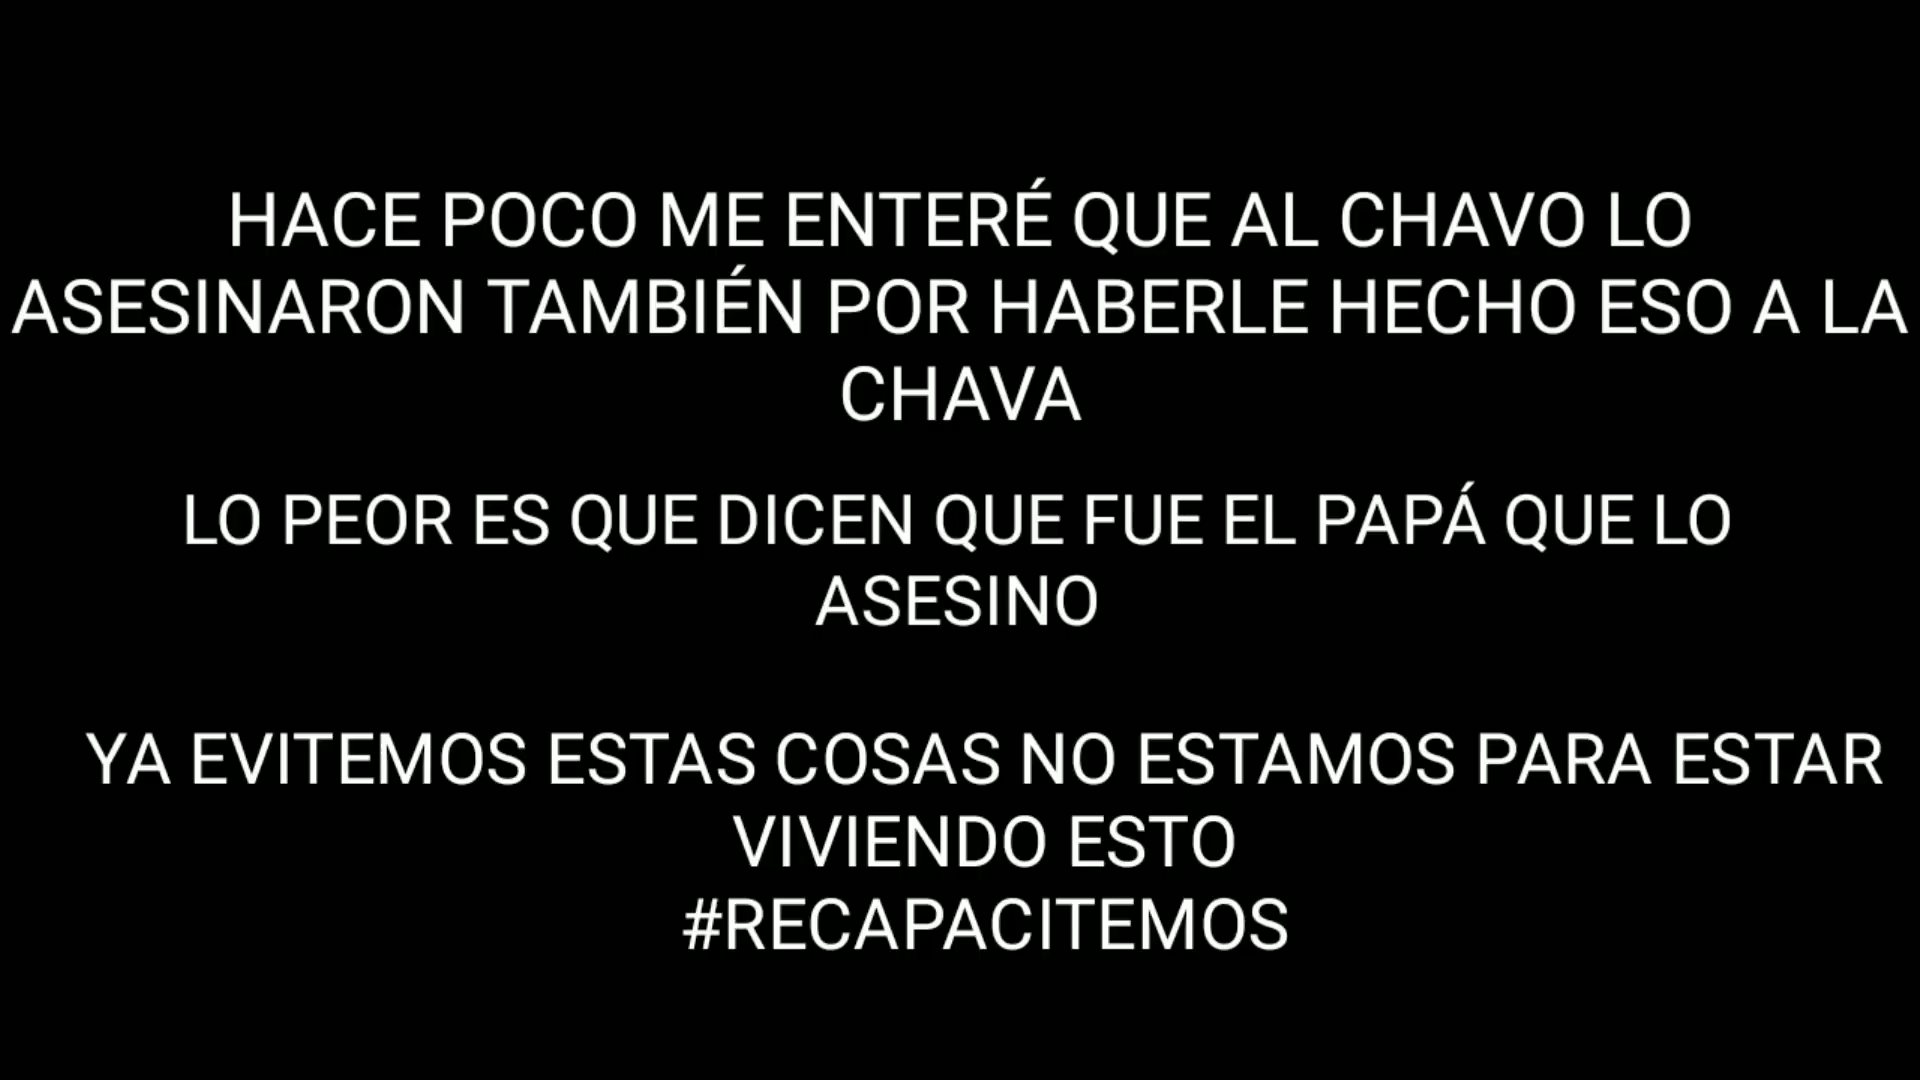 HACE POCO ME ENTERÉ QUE AL CHAVO LO
ASESINARON TAMBIÉN POR HABERLE HECHO ESO A LA
CHAVA
LO PEOR ES QUE DICEN QUE FUE EL PAPÁ QUE LO
ASESINO
YA EVITEMOS ESTAS COSAS NO ESTAMOS PARA ESTAR
VIVIENDO ESTO
#RECAPACITEMOS